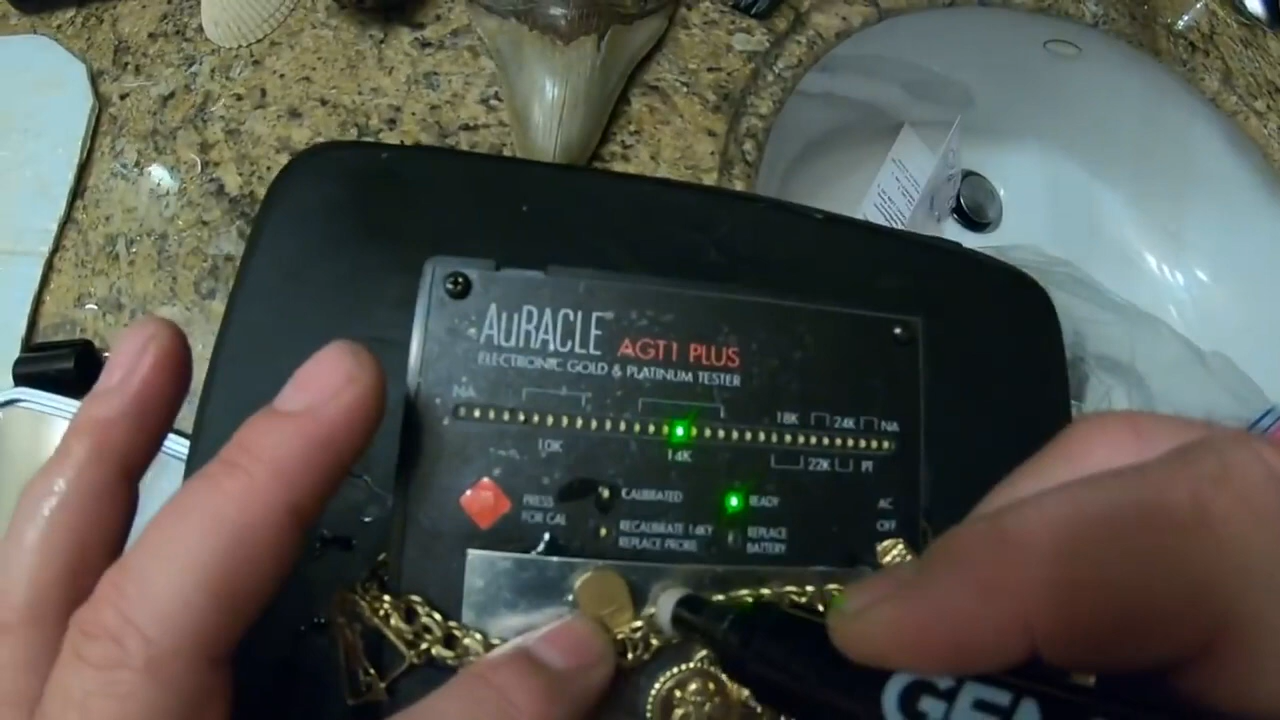 AuRACLE AGT1 PLUS
ELECTRONIC GOLD & PLATINUM TESTER
NA
18K 24K NA
10K 14K 22K PT
PRESS FOR CAL
CALIBRATED
READY
RECALIBRATE 14KY
REPLACE PROBE
REPLACE
BATTERY
AC
OFF
GEM